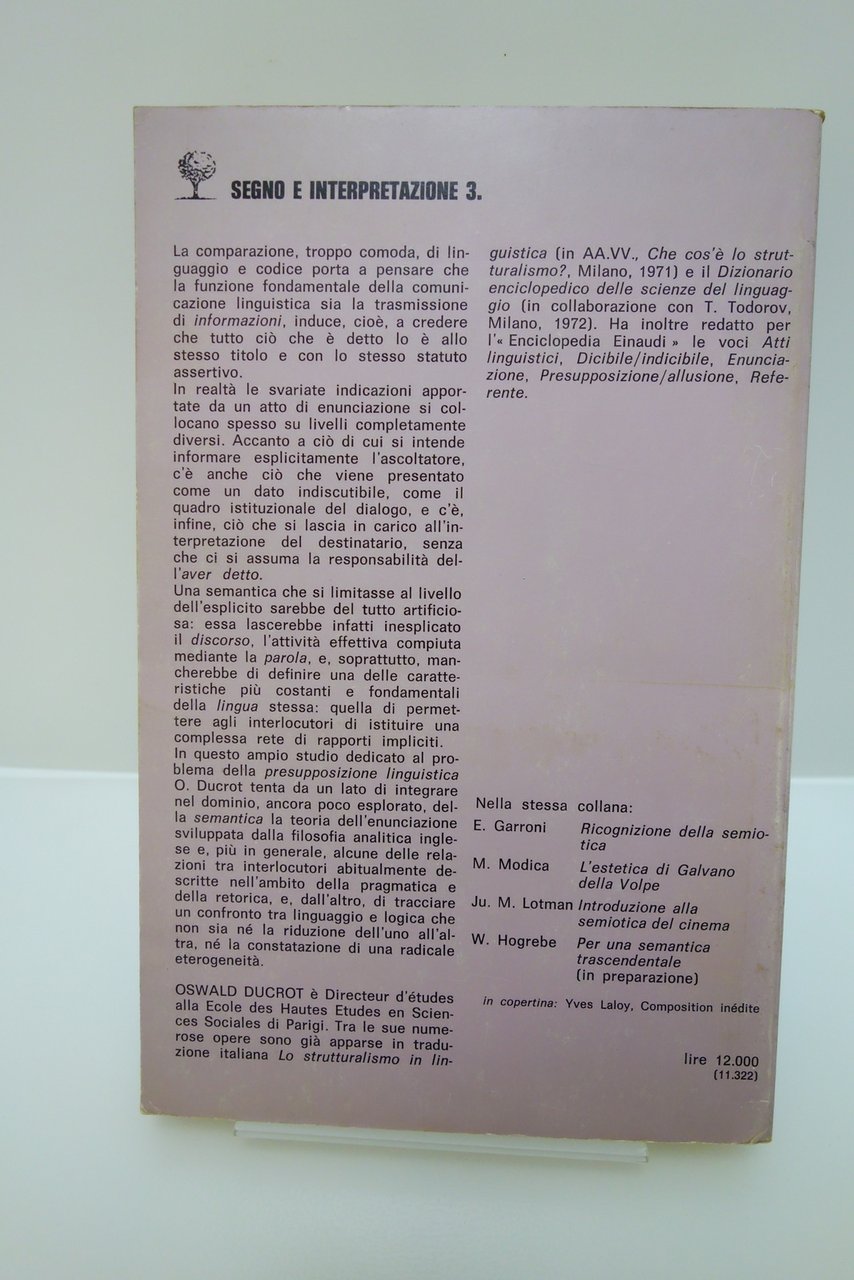 SEGNO E INTERPRETAZIONE 3.
La comparazione, troppo comoda, di lin-
guaggio e codice porta a pensare che
la funzione fondamentale della comuni-
cazione linguistica sia la trasmissione
di informazioni, induce, cioè, a credere
che tutto ciò che è detto lo è allo
stesso titolo e con lo stesso statuto
assertivo.
In realtà le svariate indicazioni appor-
tate da un atto di enunciazione si col-
locano spesso su livelli completamente
diversi. Accanto a ciò di cui si intende
informare esplicitamente l'ascoltatore,
c'è anche ciò che viene presentato
come un dato indiscutibile, come il
quadro istituzionale del dialogo, e c'è,
infine, ciò che si lascia in carico all'in-
terpretazione del destinatario, senza
che ci si assuma la responsabilità del-
l'aver detto.
Una semantica che si limitasse al livello
dell'esplicito sarebbe del tutto artificio-
sa: essa lascerebbe infatti inesplicato
il discorso, l'attività effettiva compiuta
mediante la parola, e, soprattutto, man-
cherebbe di definire una delle caratte-
ristiche più costanti e fondamentali
della lingua stessa: quella di permet-
tere agli interlocutori di istituire una
complessa rete di rapporti impliciti.
In questo ampio studio dedicato al pro-
blema della presupposizione linguistica
O. Ducrot tenta da un lato di integrare
nel dominio, ancora poco esplorato, del-
la semantica la teoria dell'enunciazione
sviluppata dalla filosofia analitica ingle-
se e, più in generale, alcune delle rela-
zioni tra interlocutori abitualmente de-
scritte nell'ambito della pragmatica e
della retorica, e, dall'altro, di tracciare
un confronto tra linguaggio e logica che
non sia né la riduzione dell'uno all'al-
tra, né la constatazione di una radicale
eterogeneità.
OSWALD DUCROT è Directeur d'études
alla Ecole des Hautes Etudes en Scien-
ces Sociales di Parigi. Tra le sue nume-
rose opere sono già apparse in tradu-
zione italiana Lo strutturalismo in lin-
guistica (in AA.VV., Che cos'è lo strut-
turalismo?, Milano, 1971) e il Dizionario
enciclopedico delle scienze del linguag-
gio (in collaborazione con T. Todorov,
Milano, 1972). Ha inoltre redatto per
l'« Enciclopedia Einaudi » le voci Atti
linguistici, Dicibile/indicibile, Enuncia-
zione, Presupposizione/allusione, Refe-
rente.
Nella stessa collana:
E. Garroni Ricognizione della semio-
tica
M. Modica L'estetica di Galvano
della Volpe
Ju. M. Lotman Introduzione alla
semiotica del cinema
W. Hogrebe Per una semantica
trascendentale
(in preparazione)
in copertina: Yves Laloy, Composition inédite
lire 12.000
(11.322)